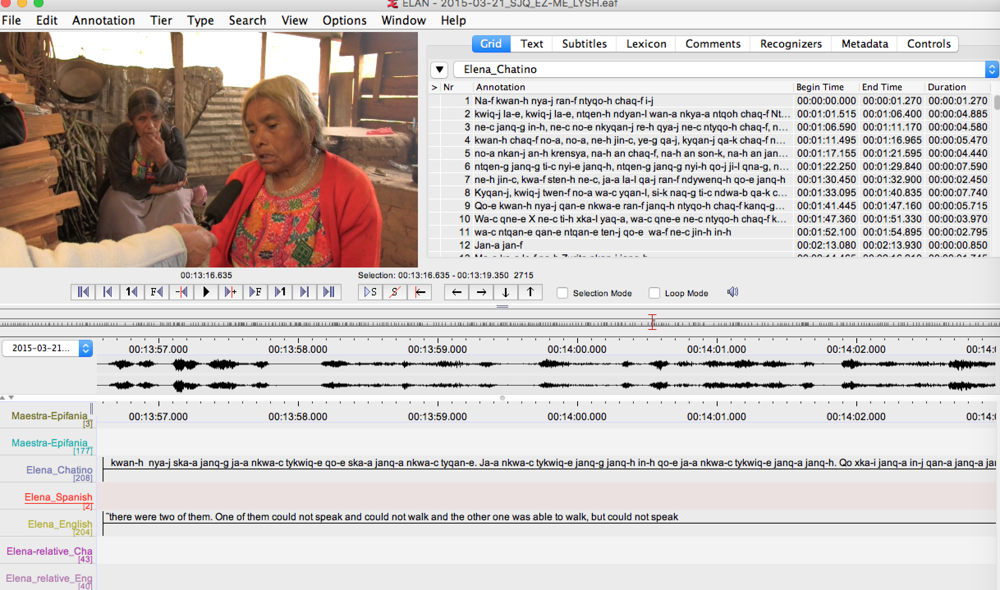 ELAN - 2015-03-21_SJQ_EZ-ME_LYSH.eaf
File Edit Annotation Tier Type Search View Options Window Help
Grid Text Subtitles Lexicon Comments Recognizers Metadata Controls
Elena_Chatino
> Nr Annotation Begin Time End Time Duration
1 Na-f kwan-h nya-j ran-f ntyqo-h chaq-f i-j 00:00:00.000 00:00:01.270 00:00:01.270
2 kwiq-j la-e, kwiq-j la-e, ntqen-h ndyan-l wan-a nkya-a ntqoh chaq-f Nt... 00:01:01.515 00:01:06.400 00:00:04.885
3 ne-c janq-g in-h, ne-c no-e nkyqan-j re-h qya-j ne-c ntyqo-h chaq-f, n... 00:01:06.590 00:01:11.170 00:00:04.580
4 kwan-h chaq-f no-a, no-a, ne-h jin-c, ye-g qa-j, kyqan-j qa-k chaq-f n... 00:01:11.495 00:01:16.965 00:00:05.470
5 no-a nkan-j an-h krensya, na-h an chaq-f, na-h an son-k, na-h an jan... 00:01:17.155 00:01:21.595 00:00:04.440
6 ntqen-g janq-g ti-c nyi-e janq-h, ntqen-g janq-g nyi-h qo-j ji-l qna-g, n... 00:01:22.250 00:01:29.840 00:00:07.590
7 ne-h jin-c, kwa-f sten-h ne-c, ja-a la-l qa-j ran-f ndywenq-h qo-e janq-h 00:01:30.450 00:01:32.900 00:00:02.450
8 Kyqan-j, kwiq-j twen-f no-a wa-c yqan-l, si-k naq-g ti-c ndwa-b qa-k c... 00:01:33.095 00:01:40.835 00:00:07.740
9 Qo-e kwan-h nya-j qan-e nkwa-e ran-f janq-h ntyqo-h chaq-f kanq-g... 00:01:41.445 00:01:47.160 00:00:05.715
10 Wa-c qne-e X ne-c ti-h xka-l yaq-a, wa-c qne-e ne-c ntyqo-h chaq-f k... 00:01:47.360 00:01:51.330 00:00:03.970
11 wa-c ntqan-e qan-e ntqan-e ten-j qo-e wa-f ne-c jin-h in-h 00:01:52.100 00:01:54.895 00:00:02.795
12 Jan-a jan-f 00:02:13.080 00:02:13.930 00:00:00.850
00:13:16.635 Selection: 00:13:16.635 - 00:13:19.350 2715
1 F F 1 S S Selection Mode Loop Mode
2015-03-21... 00:13:57.000 00:13:58.000 00:13:59.000 00:14:00.000 00:14:01.000 00:14:02.000 00:14:
Maestra-Epifania_ 00:13:57.000 00:13:58.000 00:13:59.000 00:14:00.000 00:14:01.000 00:14:02.000 00:14:
[3]
Maestra-Epifania_
[177]
kwan-h nya-j ska-a janq-g ja-a nkwa-c tykwiq-e qo-e ska-a janq-a nkwa-c tyqan-e. Ja-a nkwa-c tykwiq-e janq-g janq-h in-h qo-e ja-a nkwa-c tykwiq-e janq-a janq-h. Qo xka-i janq-a in-j qan-a janq-a jan
Elena_Chatino
[208]
Elena_Spanish
[2]
˜there were two of them. One of them could not speak and could not walk and the other one was able to walk, but could not speak
Elena_English
[204]
Elena-relative_Cha
[43]
Elena_relative_Eng
[40]